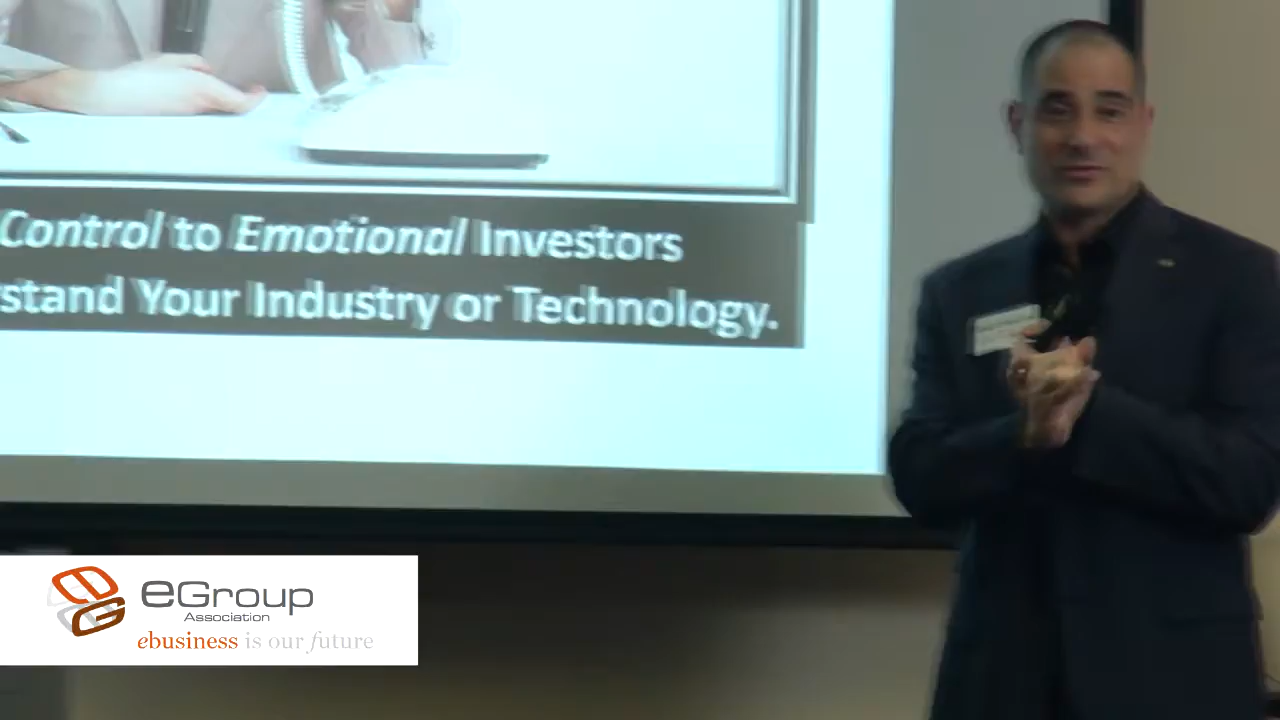 Control to Emotional Investors
stand Your Industry or Technology.
eGroup
Association
ebusiness is our future